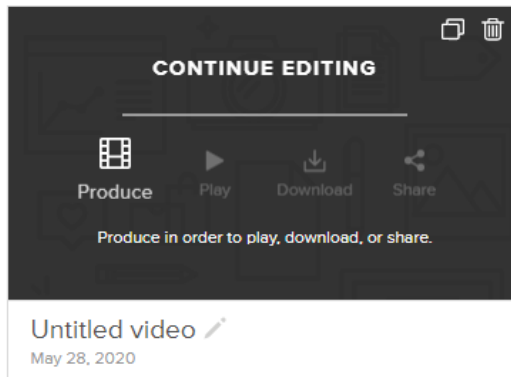 CONTINUE EDITING
Produce Play Download Share
Produce in order to play, download, or share.
Untitled video
May 28, 2020